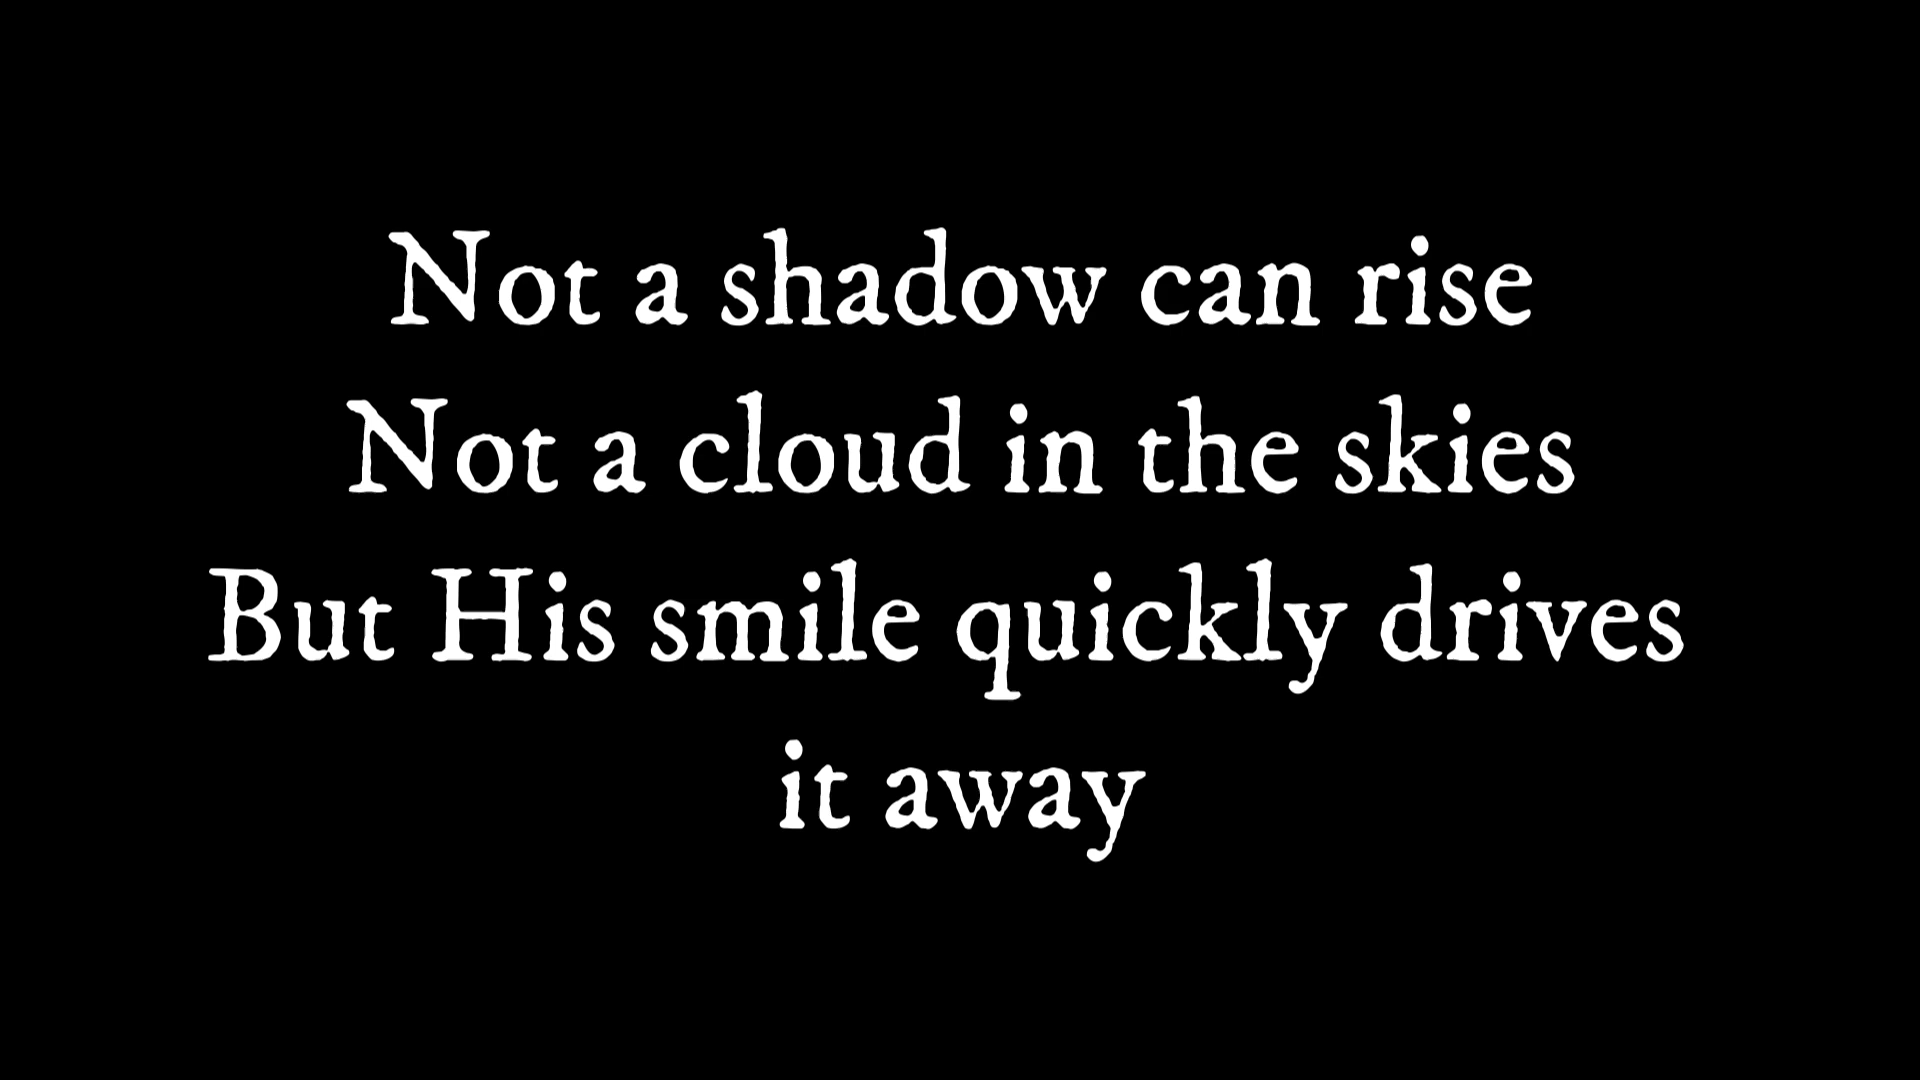 Not a shadow can rise
Not a cloud in the skies
But His smile quickly drives
it away